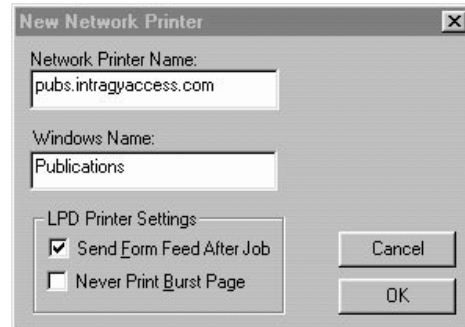 New Network Printer
Network Printer Name:
pubs.intragyaccess.com
Windows Name:
Publications
LPD Printer Settings
Send Form Feed After Job
Never Print Burst Page
Cancel
OK